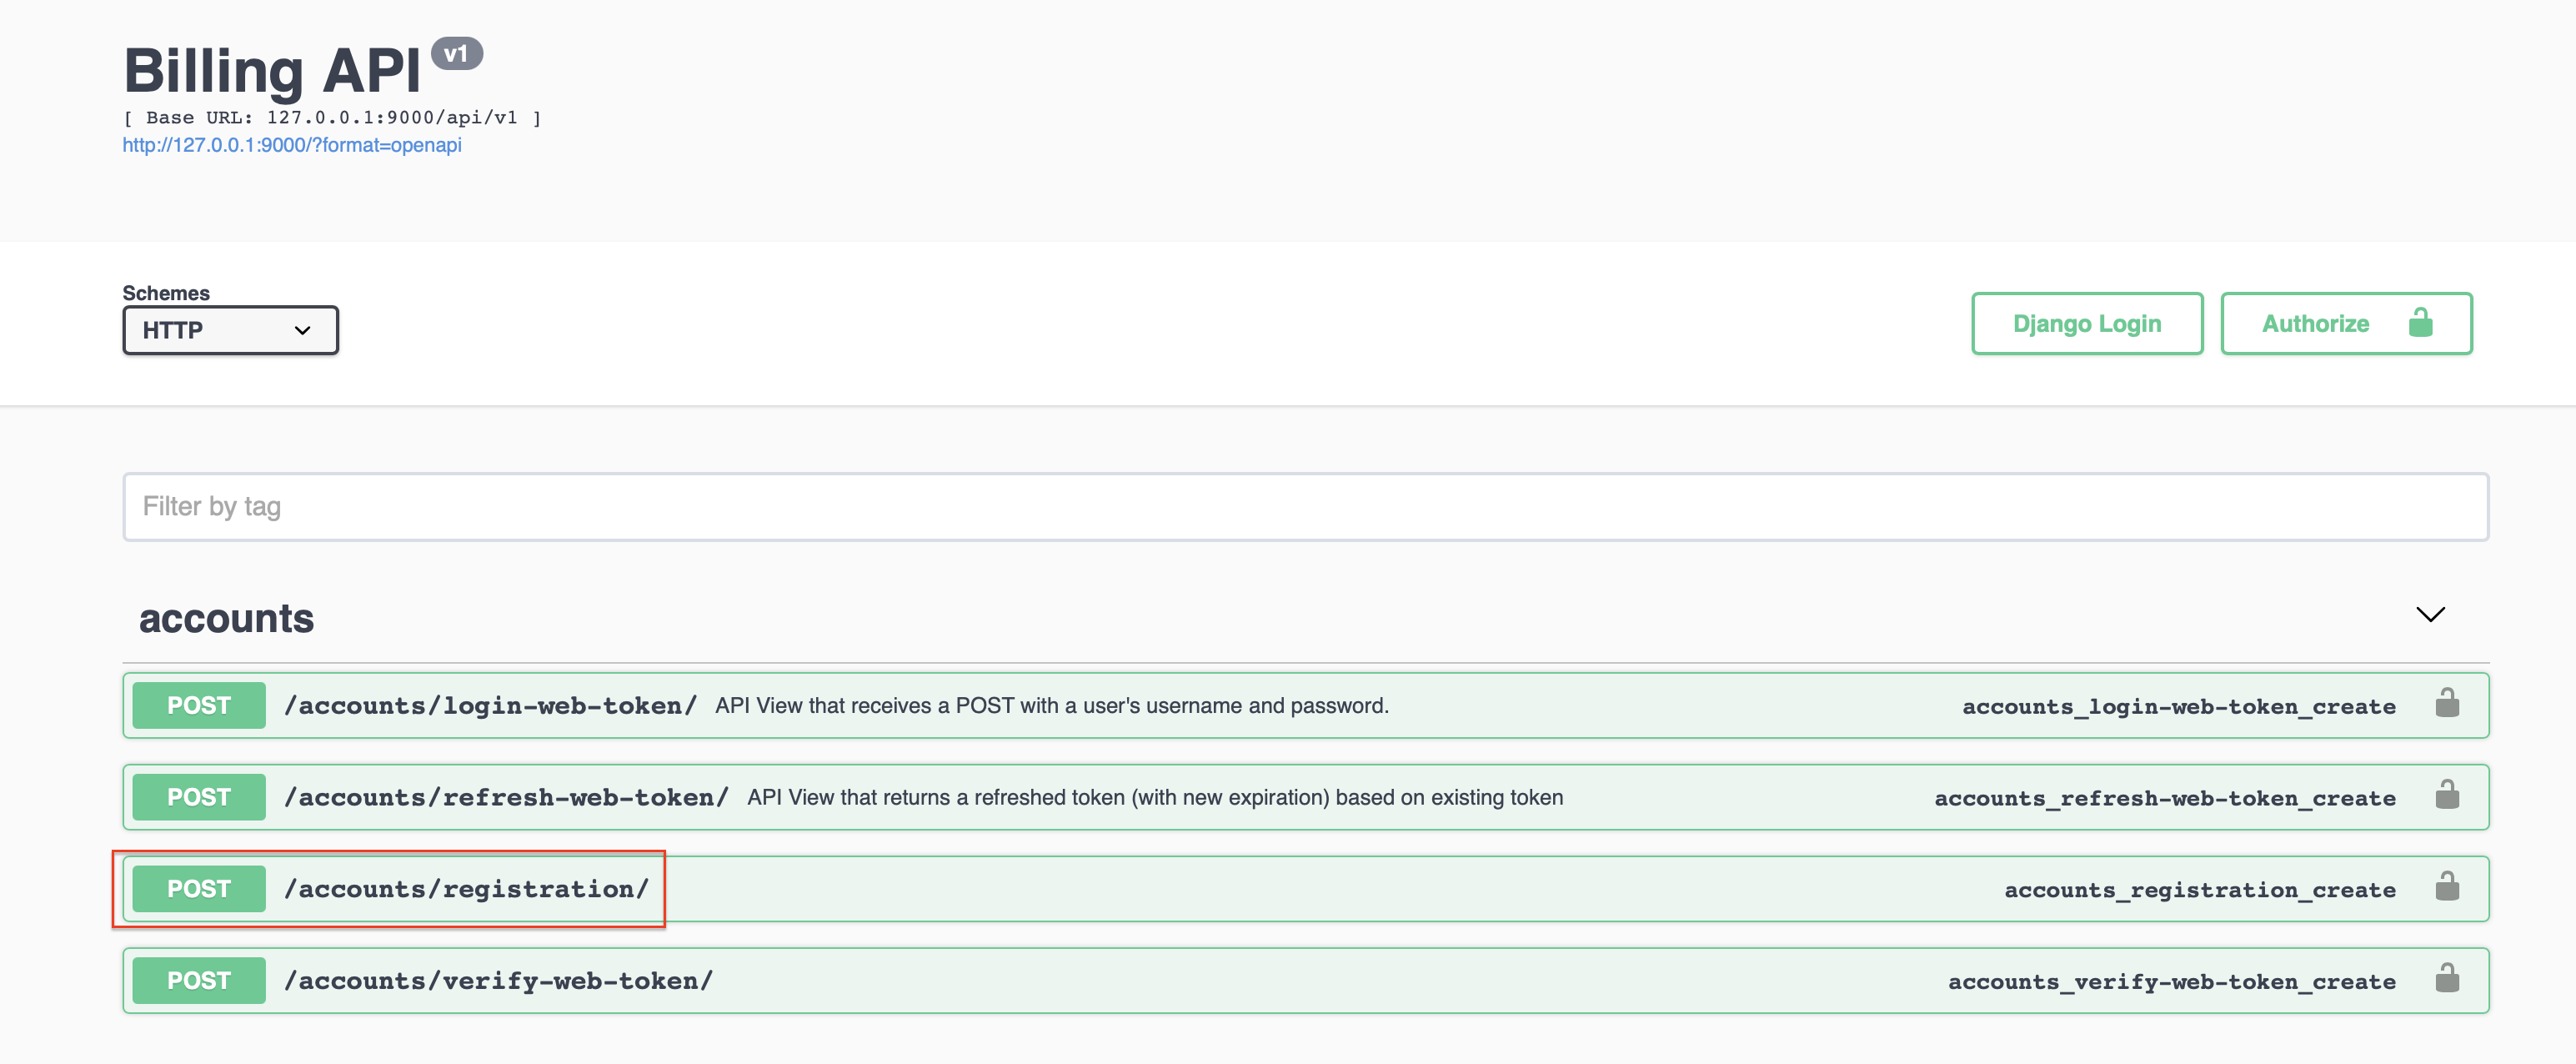 Billing API v1
[ Base URL: 127.0.0.1:9000/api/v1 ]
http://127.0.0.1:9000/?format=openapi
Schemes
HTTP
Django Login
Authorize
Filter by tag
accounts
POST /accounts/login-web-token/ API View that receives a POST with a user's username and password. accounts_login-web-token_create
POST /accounts/refresh-web-token/ API View that returns a refreshed token (with new expiration) based on existing token accounts_refresh-web-token_create
POST /accounts/registration/ accounts_registration_create
POST /accounts/verify-web-token/ accounts_verify-web-token_create